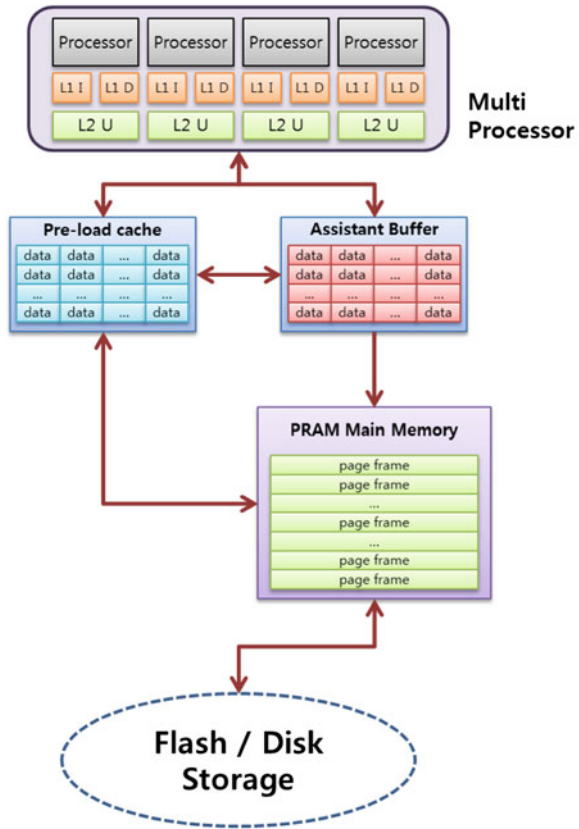 Processor Processor Processor Processor
L1 I L1 D L1 I L1 D L1 I L1 D L1 I L1 D
L2 U L2 U L2 U L2 U
Multi
Processor
Pre-load cache
data data ... data
data data ... data
... ... ... ...
data data ... data
Assistant Buffer
data data ... data
data data ... data
... ... ... ...
data data ... data
PRAM Main Memory
page frame
page frame
...
page frame
...
page frame
page frame
Flash / Disk
Storage